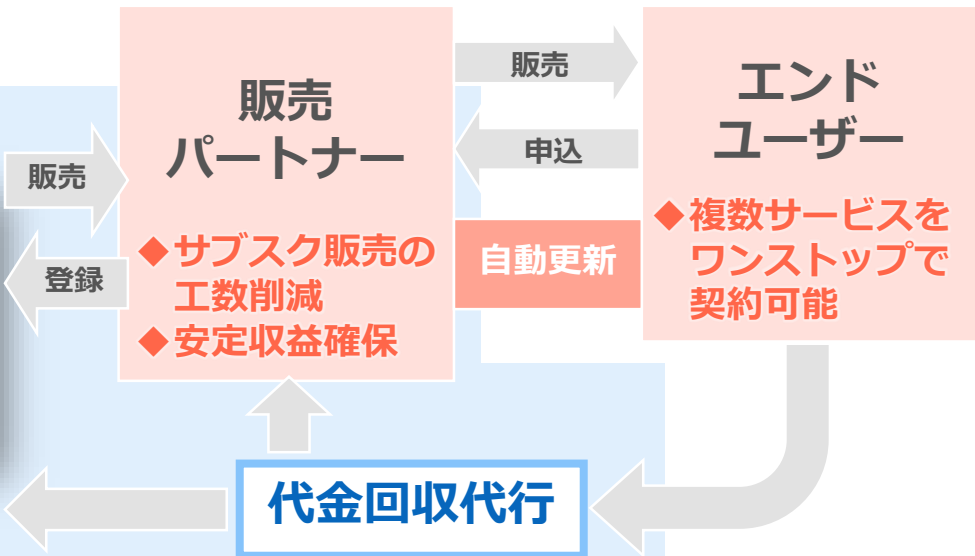 販売
登録
販売
パートナー
◆サブスク販売の
工数削減
◆安定収益確保
販売
申込
自動更新
エンド
ユーザー
◆複数サービスを
ワンストップで
契約可能
代金回収代行